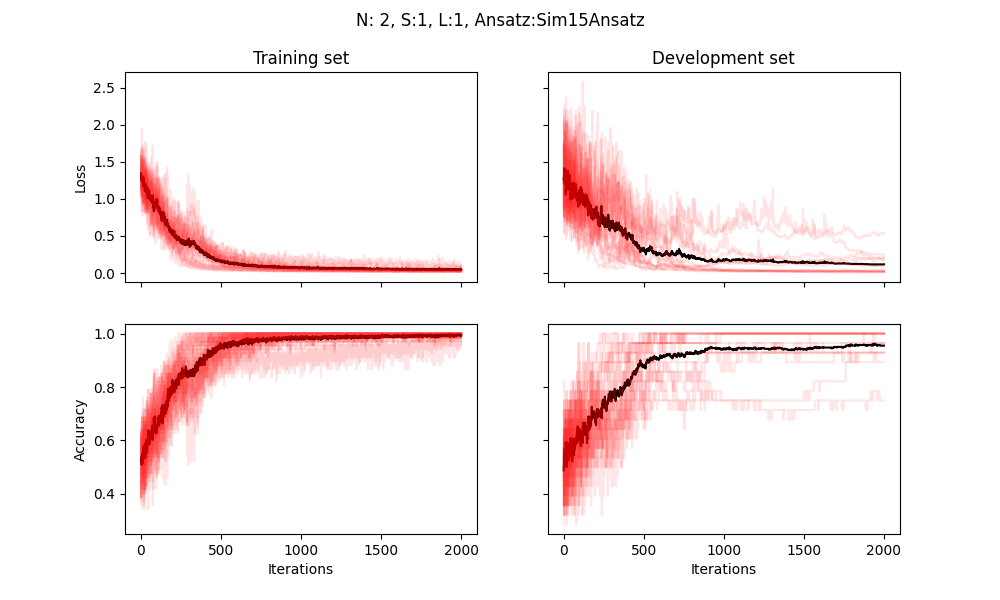 N: 2, S:1, L:1, Ansatz:Sim15Ansatz
Training set
Development set
Loss
2.5
2.0
1.5
1.0
0.5
0.0
Accuracy
1.0
0.8
0.6
0.4
0 500 1000 1500 2000
0 500 1000 1500 2000
Iterations
Iterations